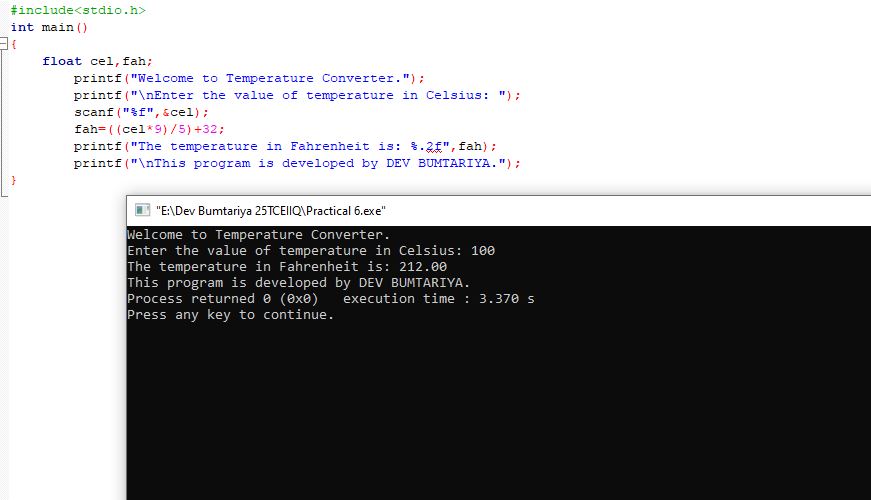 #include<stdio.h>
int main()
{
float cel,fah;
printf("Welcome to Temperature Converter.");
printf("\nEnter the value of temperature in Celsius: ");
scanf("%f",&cel);
fah=((cel*9)/5)+32;
printf("The temperature in Fahrenheit is: %.2f",fah);
printf("\nThis program is developed by DEV BUMTARIYA.");
}
"E:\Dev Bumtariya 25TCEIIQ\Practical 6.exe"
Welcome to Temperature Converter.
Enter the value of temperature in Celsius: 100
The temperature in Fahrenheit is: 212.00
This program is developed by DEV BUMTARIYA.
Process returned 0 (0x0)   execution time : 3.370 s
Press any key to continue.